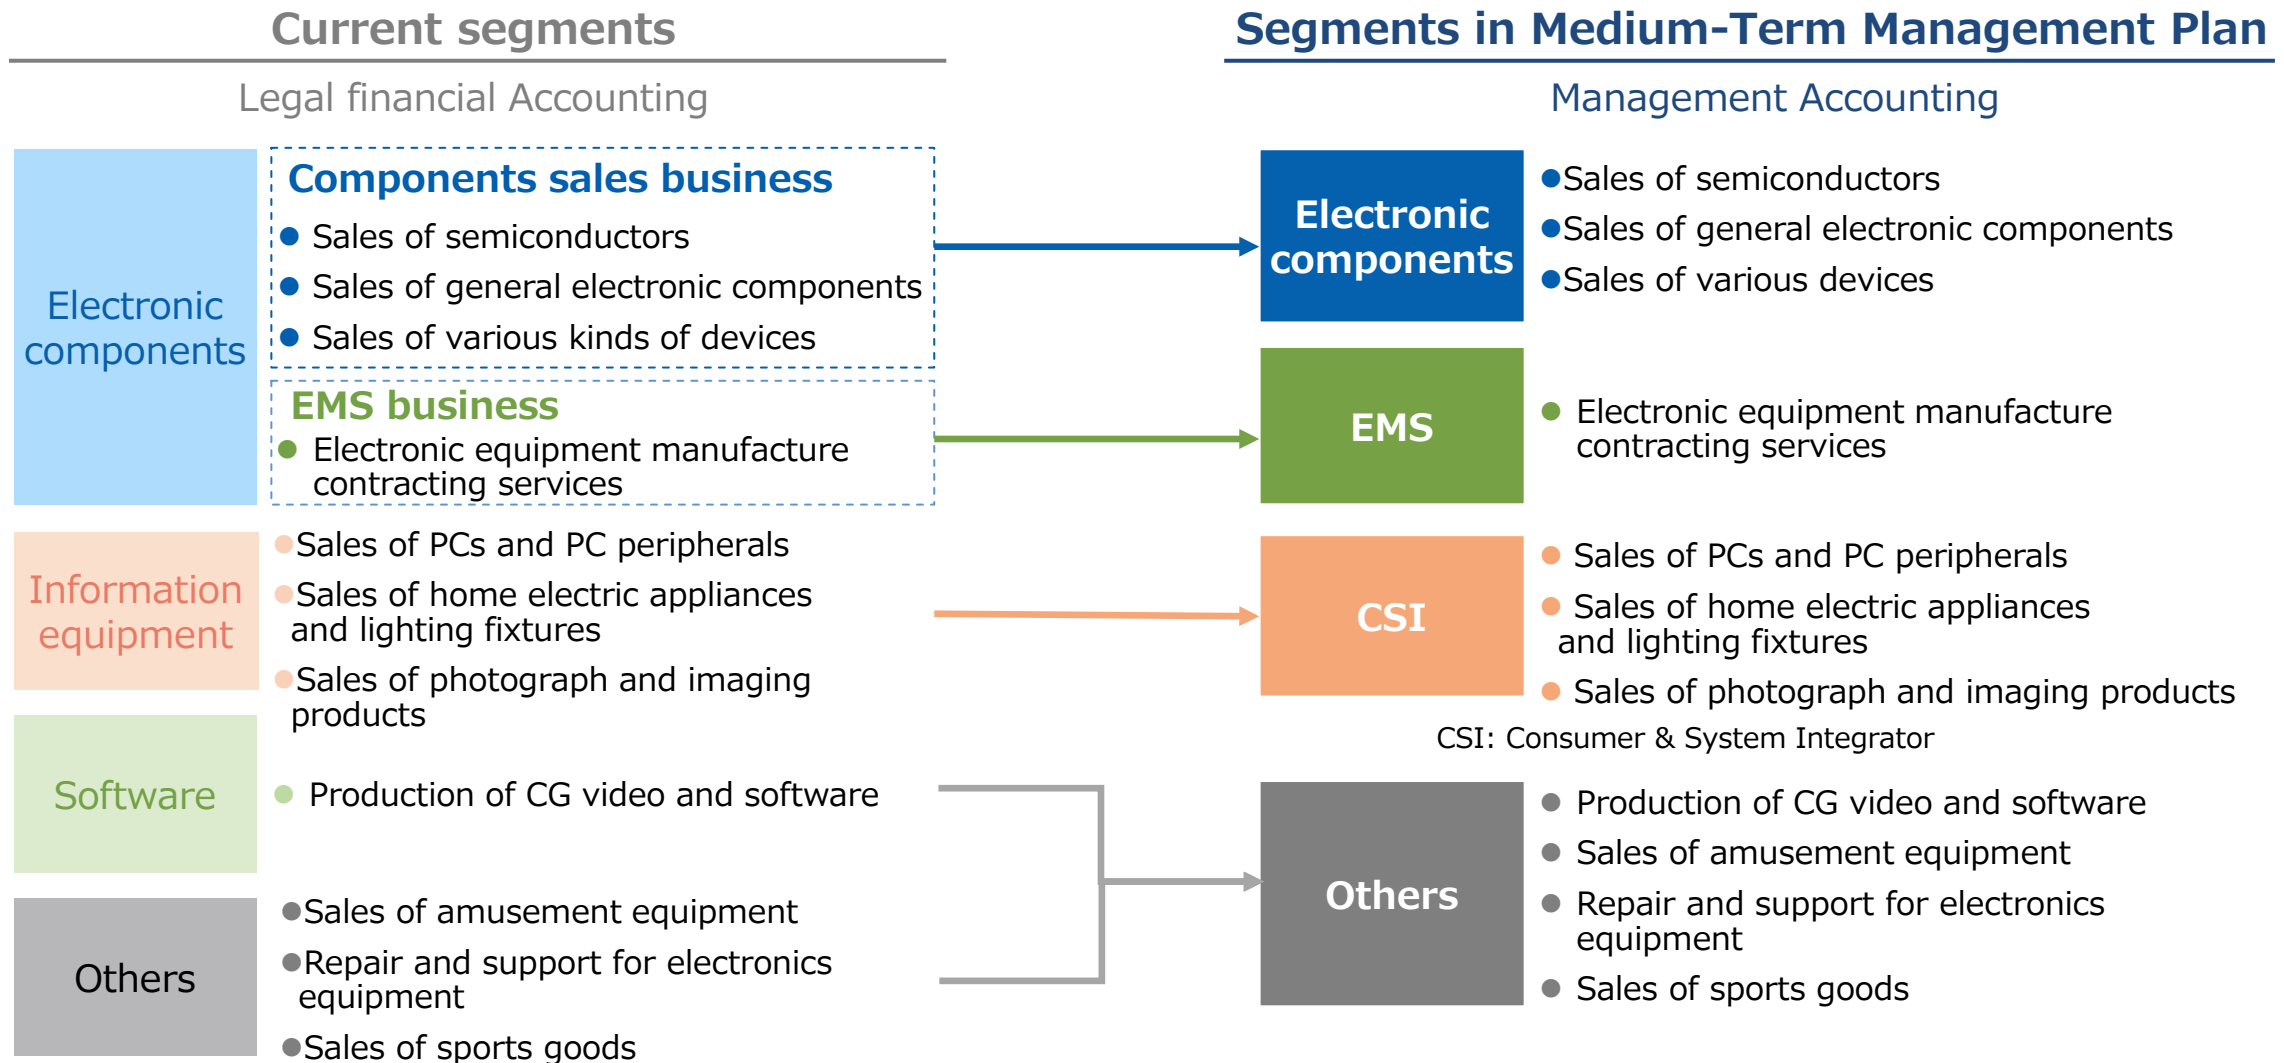 Current segments
Legal financial Accounting
Electronic
components
Components sales business
● Sales of semiconductors
● Sales of general electronic components
● Sales of various kinds of devices
EMS business
● Electronic equipment manufacture
contracting services
Information
equipment
●Sales of PCs and PC peripherals
●Sales of home electric appliances
and lighting fixtures
●Sales of photograph and imaging
products
Software
● Production of CG video and software
Others
●Sales of amusement equipment
●Repair and support for electronics
equipment
●Sales of sports goods
Segments in Medium-Term Management Plan
Management Accounting
Electronic
components
●Sales of semiconductors
●Sales of general electronic components
●Sales of various devices
EMS
● Electronic equipment manufacture
contracting services
CSI
● Sales of PCs and PC peripherals
● Sales of home electric appliances
and lighting fixtures
● Sales of photograph and imaging products
CSI: Consumer & System Integrator
Others
● Production of CG video and software
● Sales of amusement equipment
● Repair and support for electronics
equipment
● Sales of sports goods